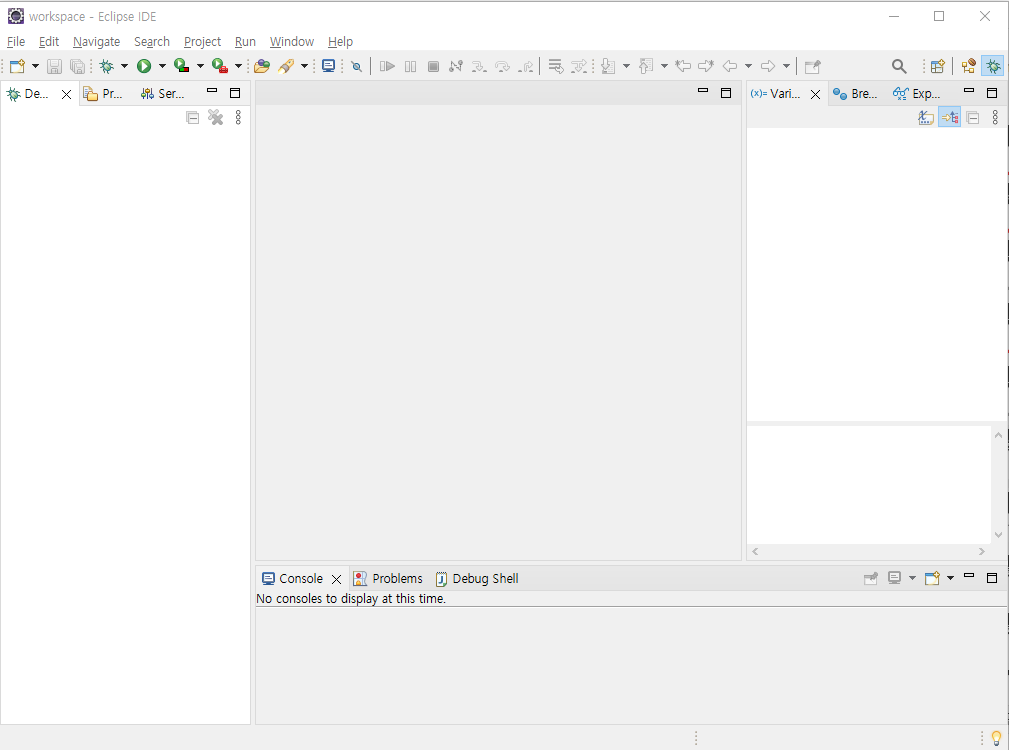 workspace - Eclipse IDE
File Edit Navigate Search Project Run Window Help
De... Pr... Ser... (x)= Vari... Bre... Exp...
Console Problems Debug Shell
No consoles to display at this time.